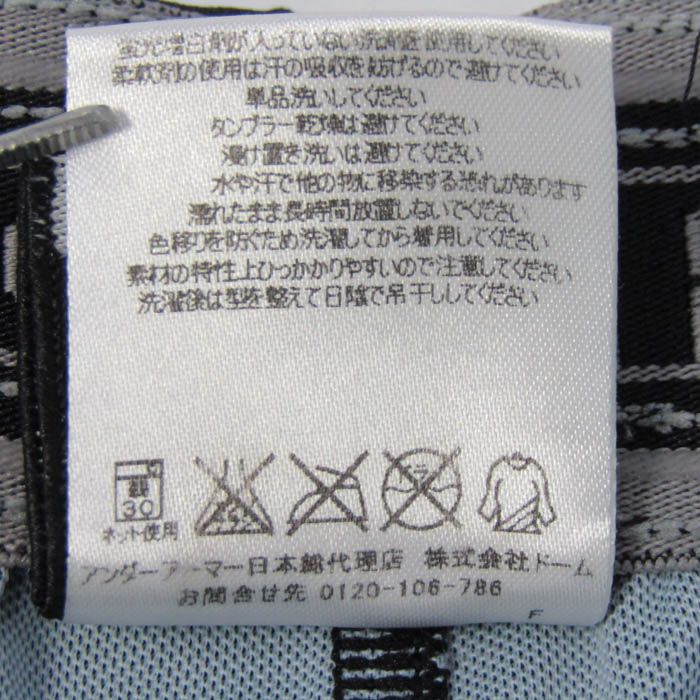 蛍光増白剤が入っていない洗剤を使用してください
柔軟剤の使用は汗の吸収を妨げるので避けてください
単品洗いしてください
タンブラー乾燥は避けてください
浸け置き洗いは避けてください
水や汗で他の物に移染する恐れがあります
濡れたまま長時間放置しないでください
色移りを防ぐため洗濯してから着用してください
素材の特性上ひっかかりやすいので注意してください
洗濯後は型を整えて日陰で吊干ししてください
弱
30
ネット使用
エンソ
サラシ
ドライ
アンダーアーマー日本総代理店 株式会社ドーム
お問合せ先 0120-106-786
F